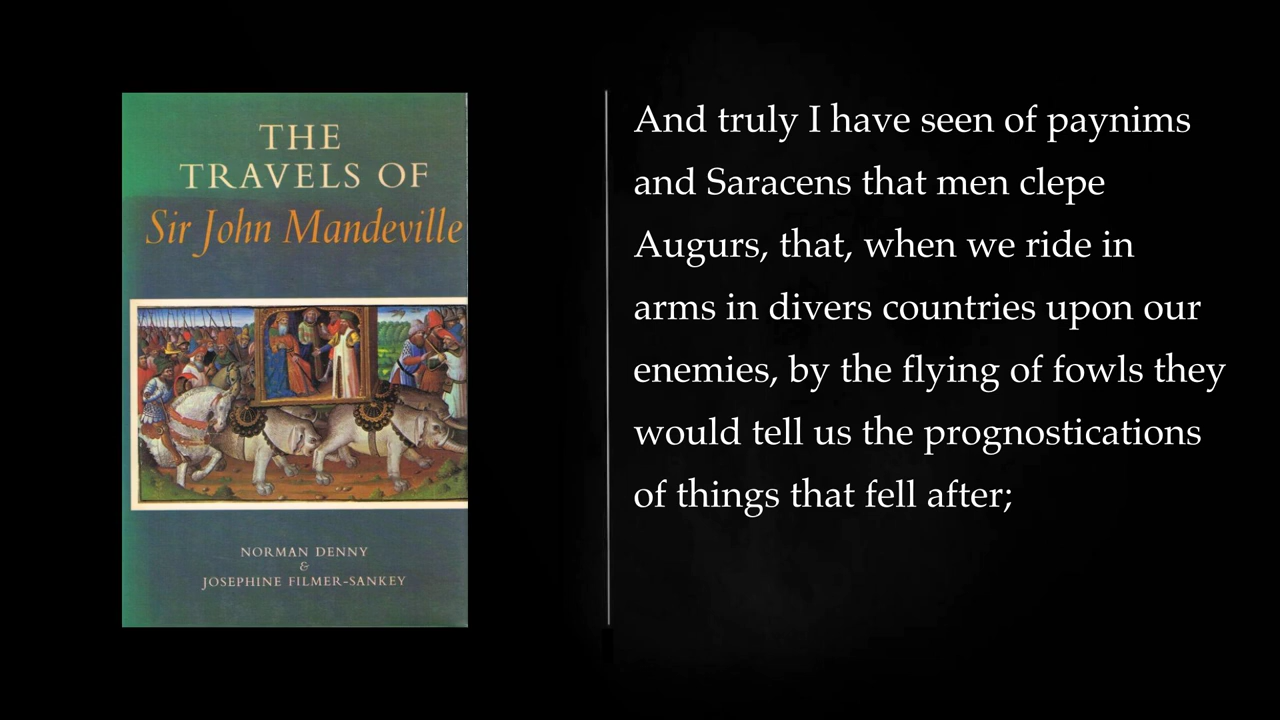 THE
TRAVELS OF
Sir John Mandeville
NORMAN DENNY
&
JOSEPHINE FILMER-SANKEY
And truly I have seen of paynims
and Saracens that men clepe
Augurs, that, when we ride in
arms in divers countries upon our
enemies, by the flying of fowls they
would tell us the prognostications
of things that fell after;